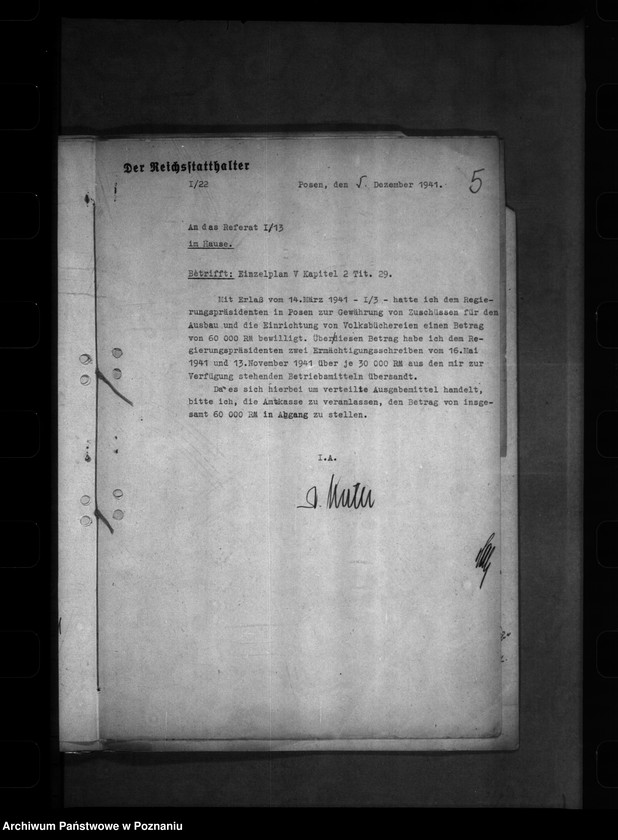 Der Reichsstatthalter
I/22
Posen, den 5. Dezember 1941.
5
An das Referat I/13
im Hause.
Betrifft: Einzelplan V Kapitel 2 Tit. 29.
Mit Erlaß vom 14.März 1941 - I/3 - hatte ich dem Regie-
rungspräsidenten in Posen zur Gewährung von Zuschüssen für den
Ausbau und die Einrichtung von Volksbüchereien einen Betrag
von 60 000 RM bewilligt. Über diesen Betrag habe ich dem Re-
gierungspräsidenten zwei Ermächtigungsschreiben vom 16.Mai
1941 und 13.November 1941 über je 30 000 RM aus den mir zur
Verfügung stehenden Betriebsmitteln übersandt.
Da es sich hierbei um verteilte Ausgabemittel handelt,
bitte ich, die Amtkasse zu veranlassen, den Betrag von insge-
samt 60 000 RM in Abgang zu stellen.
I.A.
Archiwum Państwowe w Poznaniu